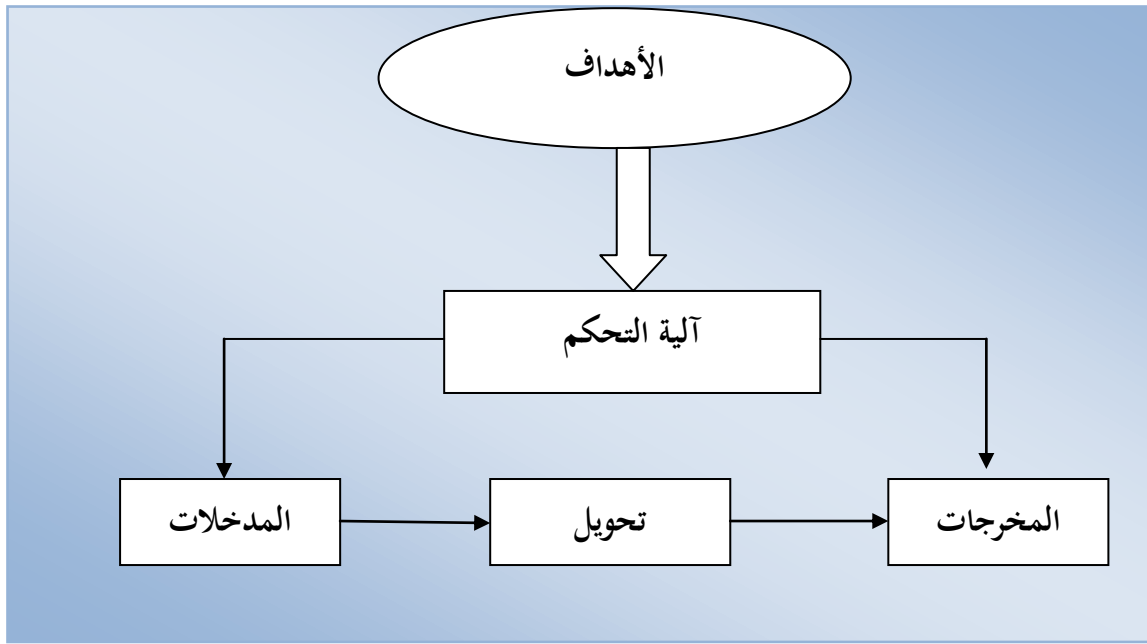 الأهداف
آلية التحكم
المدخلات
تحويل
المخرجات